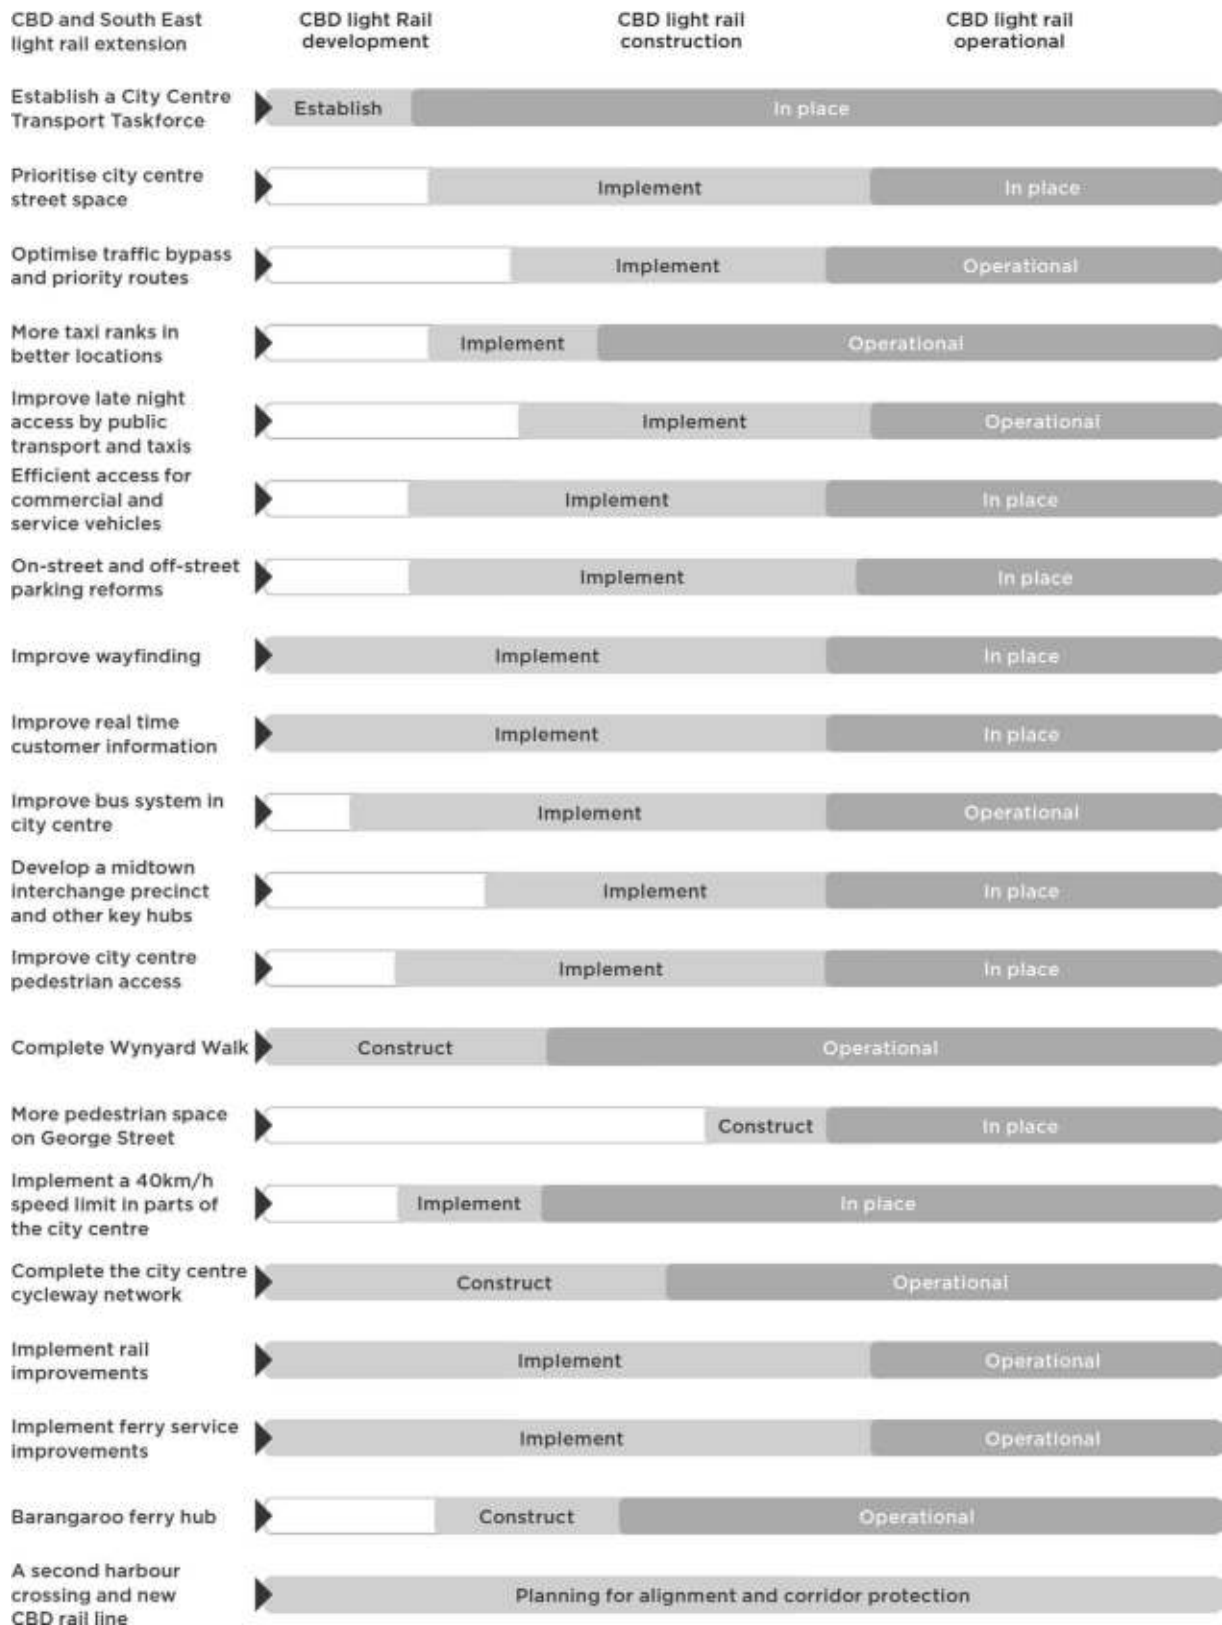 CBD and South East
light rail extension
CBD light Rail
development
CBD light rail
construction
CBD light rail
operational
Establish a City Centre
Transport Taskforce
Establish
In place
Prioritise city centre
street space
Implement
In place
Optimise traffic bypass
and priority routes
Implement
Operational
More taxi ranks in
better locations
Implement
Operational
Improve late night
access by public
transport and taxis
Implement
Operational
Efficient access for
commercial and
service vehicles
Implement
In place
On-street and off-street
parking reforms
Implement
In place
Improve wayfinding
Implement
In place
Improve real time
customer information
Implement
In place
Improve bus system in
city centre
Implement
Operational
Develop a midtown
interchange precinct
and other key hubs
Implement
In place
Improve city centre
pedestrian access
Implement
In place
Complete Wynyard Walk
Construct
Operational
More pedestrian space
on George Street
Construct
In place
Implement a 40km/h
speed limit in parts of
the city centre
Implement
In place
Complete the city centre
cycleway network
Construct
Operational
Implement rail
improvements
Implement
Operational
Implement ferry service
improvements
Implement
Operational
Barangaroo ferry hub
Construct
Operational
A second harbour
crossing and new
CBD rail line
Planning for alignment and corridor protection